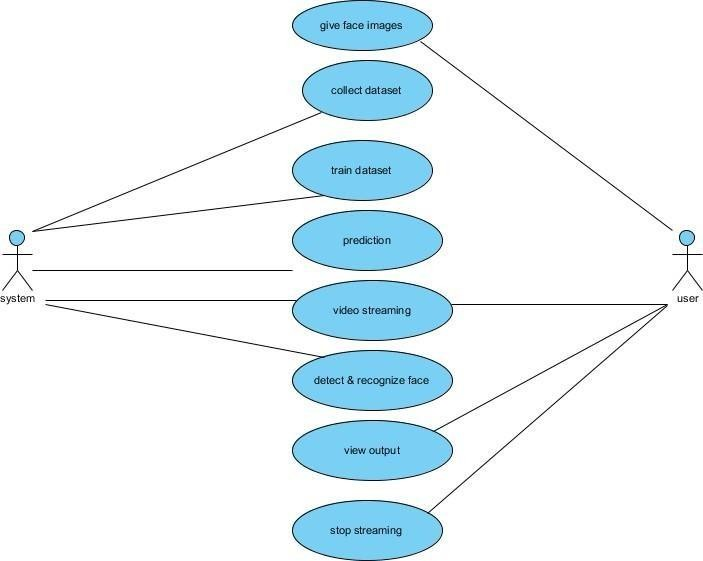 give face images
collect dataset
train dataset
prediction
system
user
video streaming
detect & recognize face
view output
stop streaming